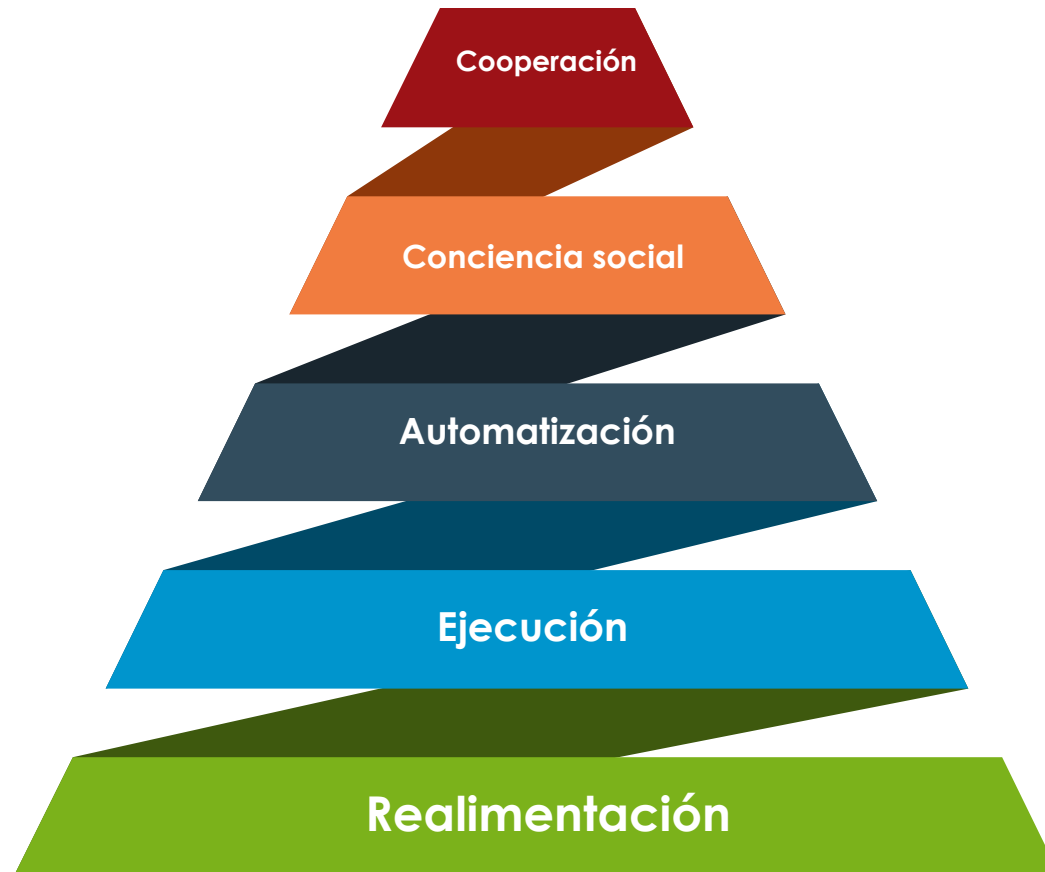 Cooperación
Conciencia social
Automatización
Ejecución
Realimentación